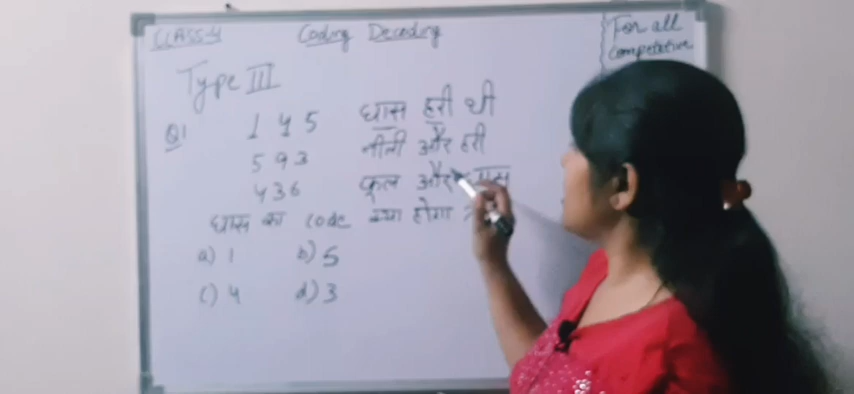 CLASS-4 Coding Decoding For all
Competative
Type III
Q1 1 4 5 घास हरी थी
5 9 3 नीली और हरी
4 3 6 फूल और घास
घास का code क्या होगा ?
a) 1 b) 5
c) 4 d) 3